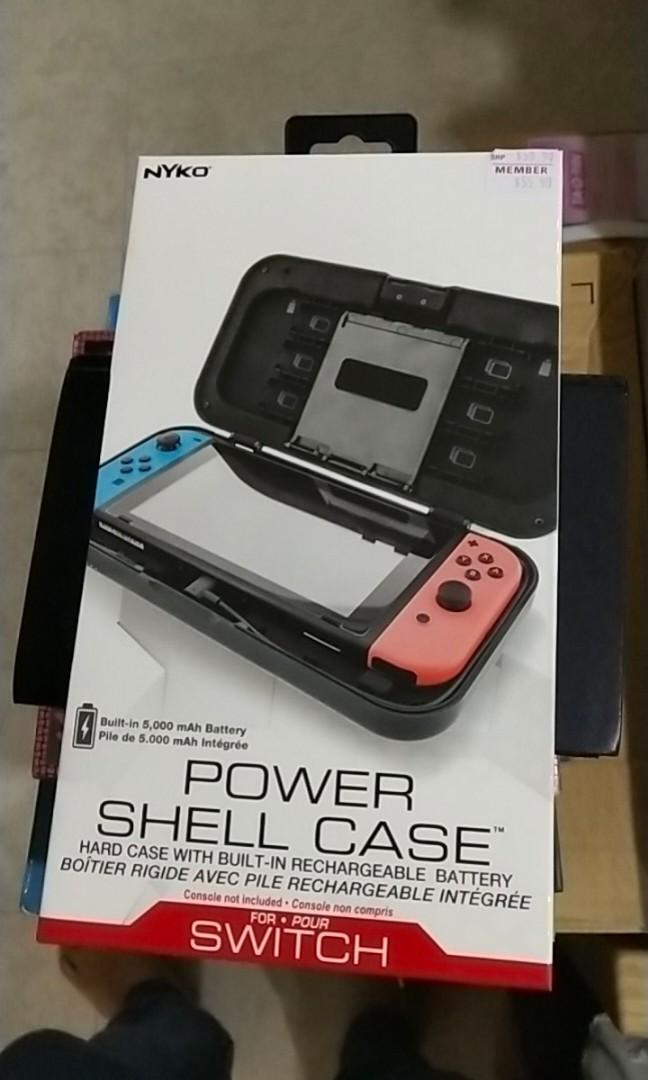 NYKO
SRP
MEMBER
Built-in 5,000 mAh Battery
Pile de 5.000 mAh Intégrée
POWER
SHELL CASE™
HARD CASE WITH BUILT-IN RECHARGEABLE BATTERY
BOÎTIER RIGIDE AVEC PILE RECHARGEABLE INTÉGRÉE
Console not included • Console non compris
FOR • POUR
SWITCH